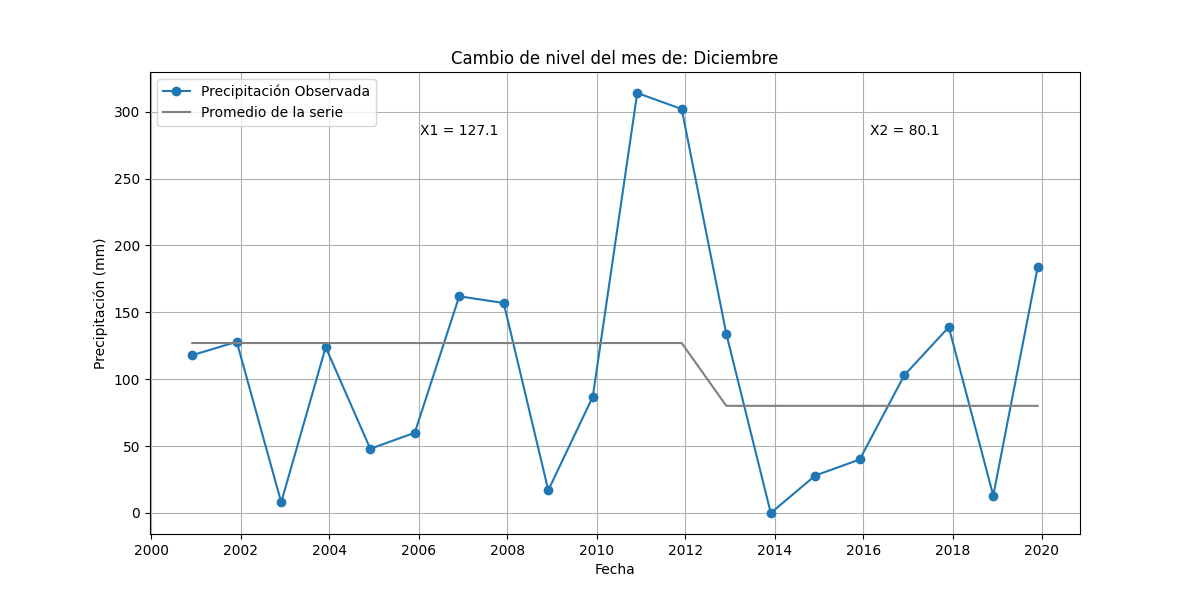 Cambio de nivel del mes de: Diciembre
Precipitación Observada
Promedio de la serie
X1 = 127.1
X2 = 80.1
Precipitación (mm)
300
250
200
150
100
50
0
2000 2002 2004 2006 2008 2010 2012 2014 2016 2018 2020
Fecha